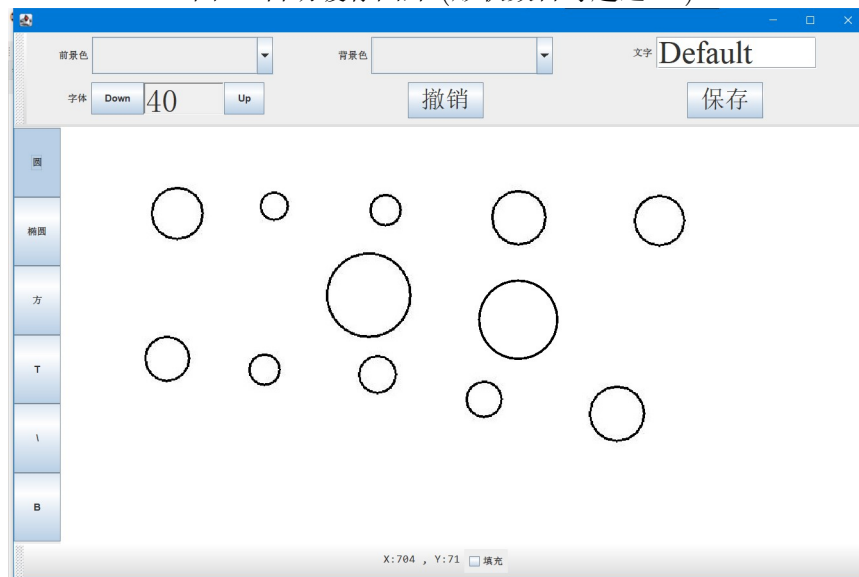 前景色
背景色
文字 Default
字体 Down 40 Up
撤销
保存
圆
椭圆
方
T
\
B
X:704 , Y:71 填充